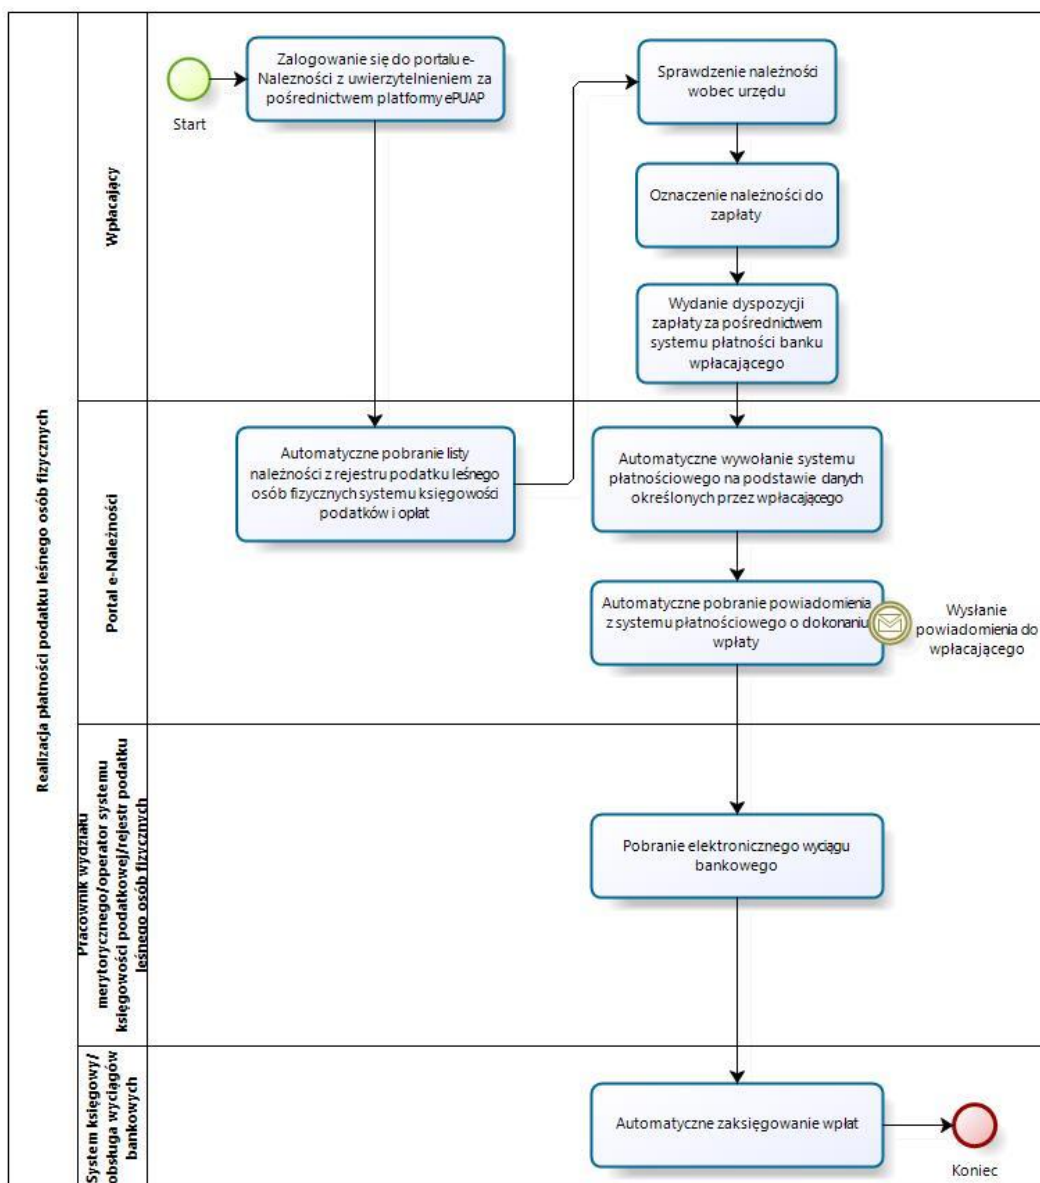 Realizacja płatności podatku leśnego osób fizycznych
Wpłacający
Start
Zalogowanie się do portalu e-
Nalezności z uwierzytelnieniem za
pośrednictwem platformy ePUAP
Sprawdzenie należności
wobec urzędu
Oznaczenie należności do
zapłaty
Wydanie dyspozycji
zapłaty za pośrednictwem
systemu płatności banku
wpłacającego
Portal e-Należności
Automatyczne pobranie listy
należności z rejestru podatku leśnego
osób fizycznych systemu księgowości
podatków i opłat
Automatyczne wywołanie systemu
płatnościowego na podstawie danych
określonych przez wpłacającego
Automatyczne pobranie powiadomienia
z systemu płatnościowego o dokonaniu
wpłaty
Wysłanie
powiadomienia do
wpłacającego
Pracownik wydziału
merytorycznego/operator systemu
księgowości podatkowej/rejestr podatku
leśnego osób fizycznych
Pobranie elektronicznego wyciągu
bankowego
System księgowy/
obsługa wyciągów
bankowych
Automatyczne zaksięgowanie wpłat
Koniec